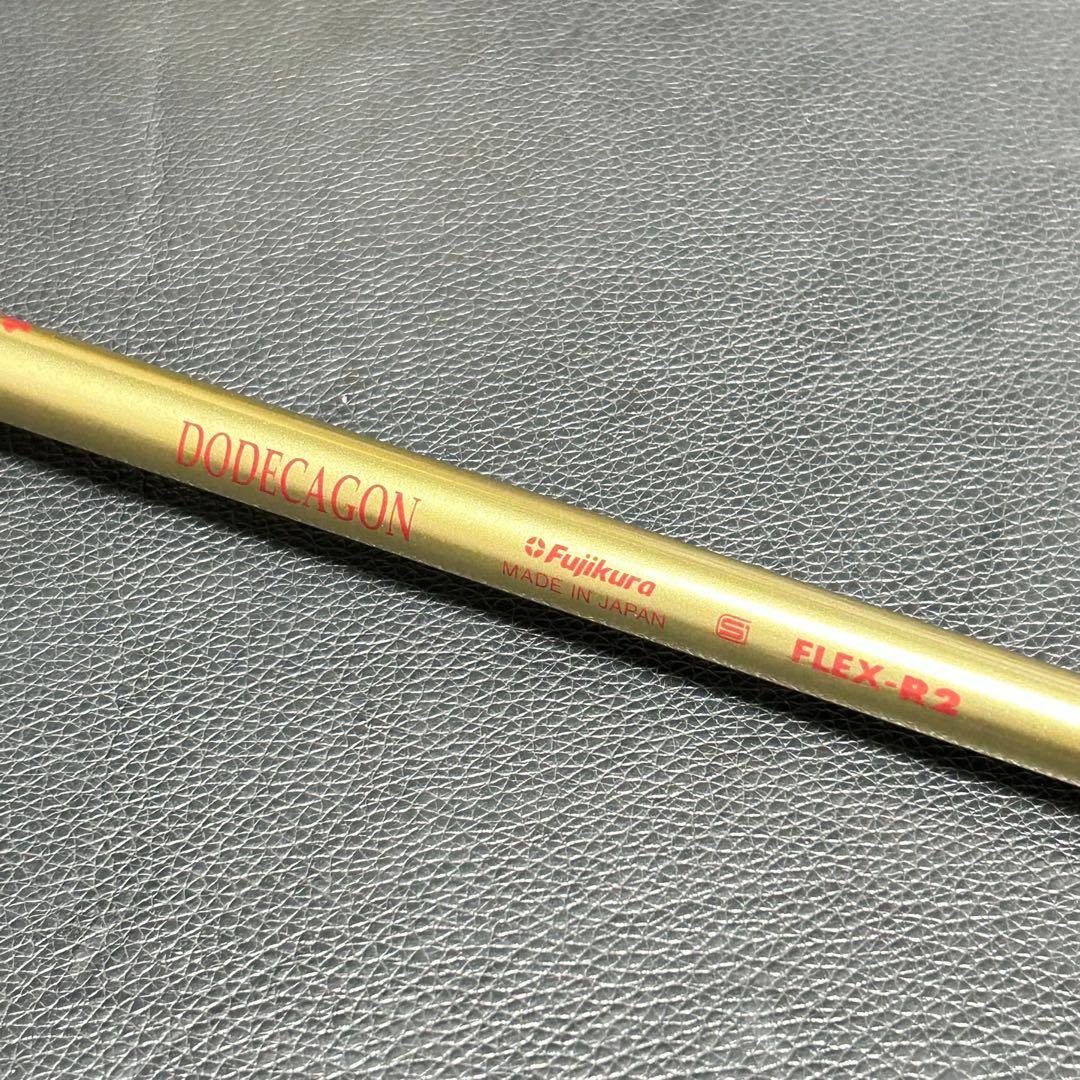 DODECAGON
Fujikura
MADE IN JAPAN
FLEX-R2